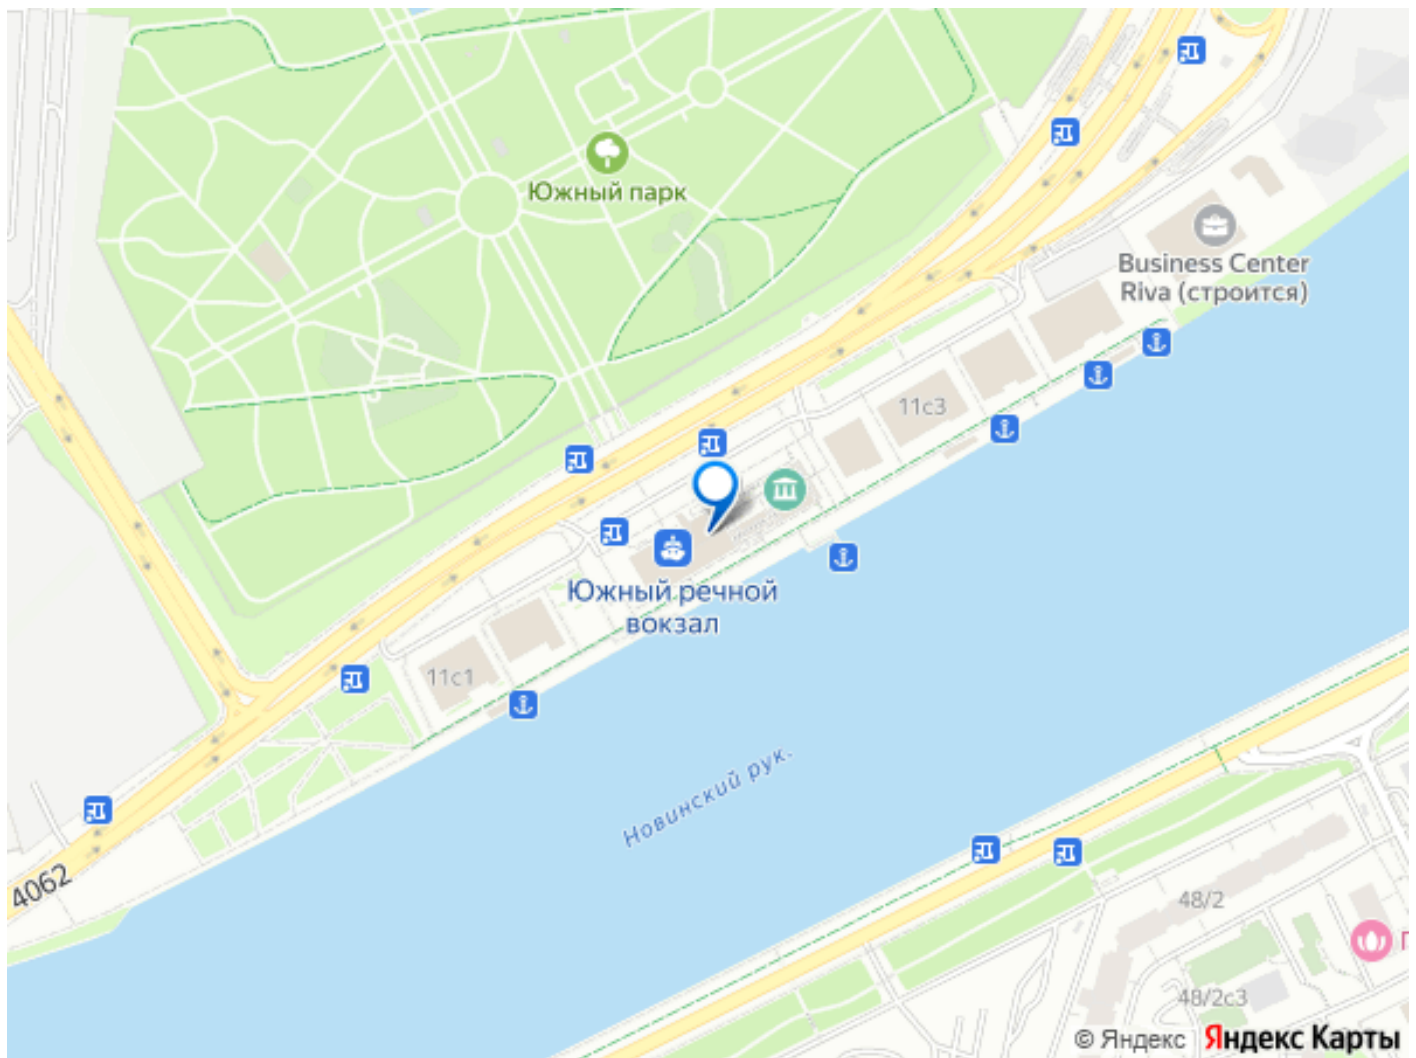 Южный парк
Business Center
Riva (строится)
11с3
Южный речной
вокзал
11с1
Новинский рук.
4062
48/2
48/2с3
© Яндекс Яндекс Карты